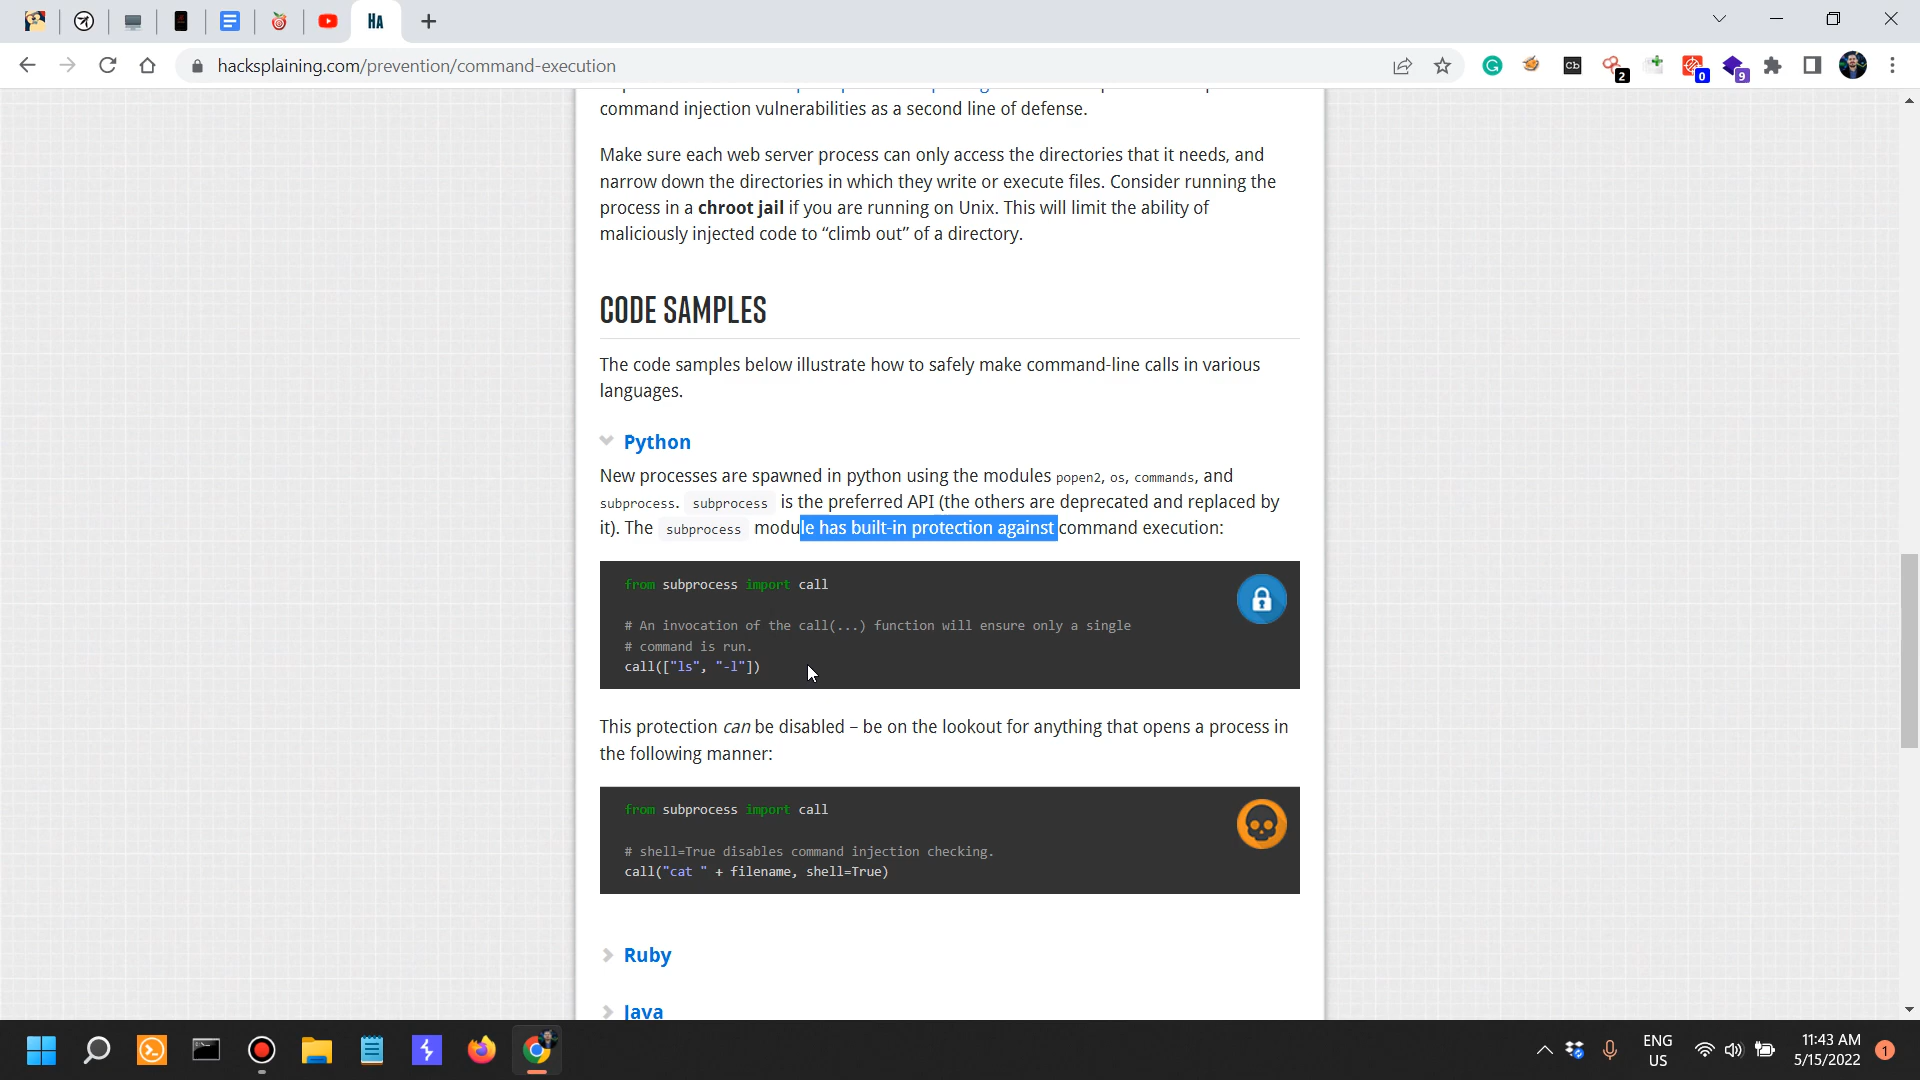 Ha
hacksplaining.com/prevention/command-execution
Cb
2
0
9
command injection vulnerabilities as a second line of defense.
Make sure each web server process can only access the directories that it needs, and
narrow down the directories in which they write or execute files. Consider running the
process in a chroot jail if you are running on Unix. This will limit the ability of
maliciously injected code to “climb out” of a directory.
CODE SAMPLES
The code samples below illustrate how to safely make command-line calls in various
languages.
Python
New processes are spawned in python using the modules popen2, os, commands, and
subprocess. subprocess is the preferred API (the others are deprecated and replaced by
it). The subprocess module has built-in protection against command execution:
from subprocess import call
# An invocation of the call(...) function will ensure only a single
# command is run.
call(["ls", "-l"])
This protection can be disabled – be on the lookout for anything that opens a process in
the following manner:
from subprocess import call
# shell=True disables command injection checking.
call("cat " + filename, shell=True)
Ruby
Java
ENG
US
11:43 AM
5/15/2022
1